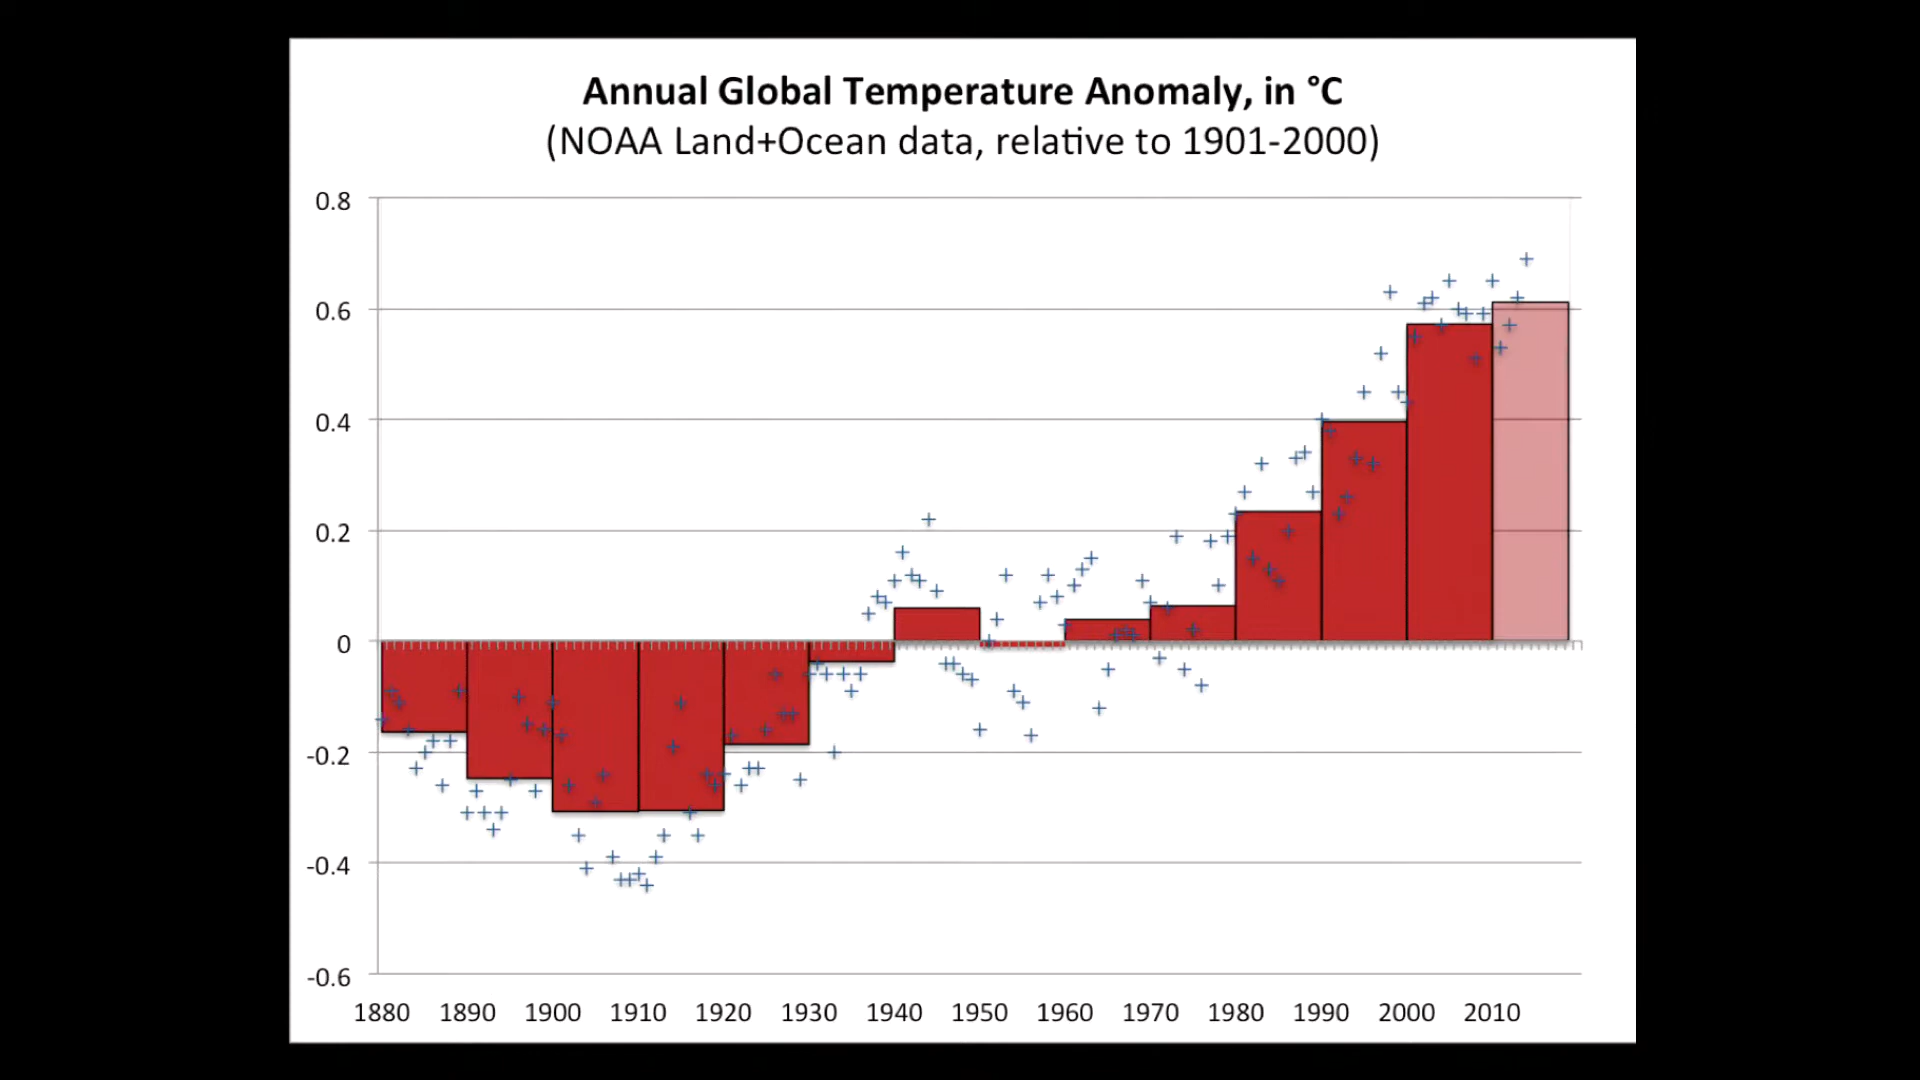 Annual Global Temperature Anomaly, in °C
(NOAA Land+Ocean data, relative to 1901-2000)
0.8
0.6
0.4
0.2
0
-0.2
-0.4
-0.6
1880 1890 1900 1910 1920 1930 1940 1950 1960 1970 1980 1990 2000 2010